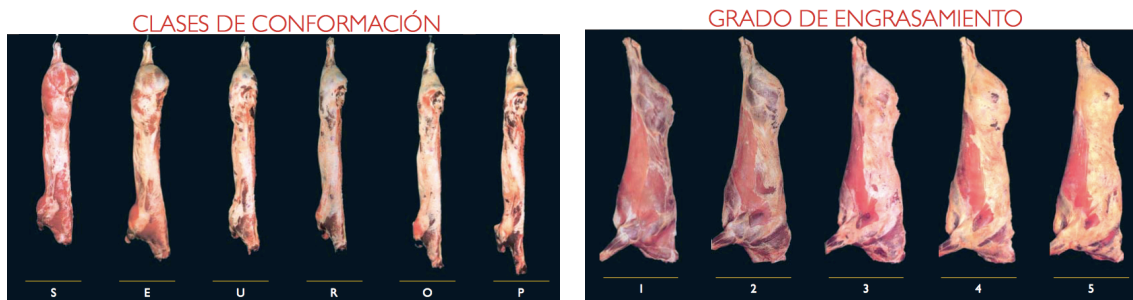 CLASES DE CONFORMACIÓN
S E U R O P
GRADO DE ENGRASAMIENTO
1 2 3 4 5